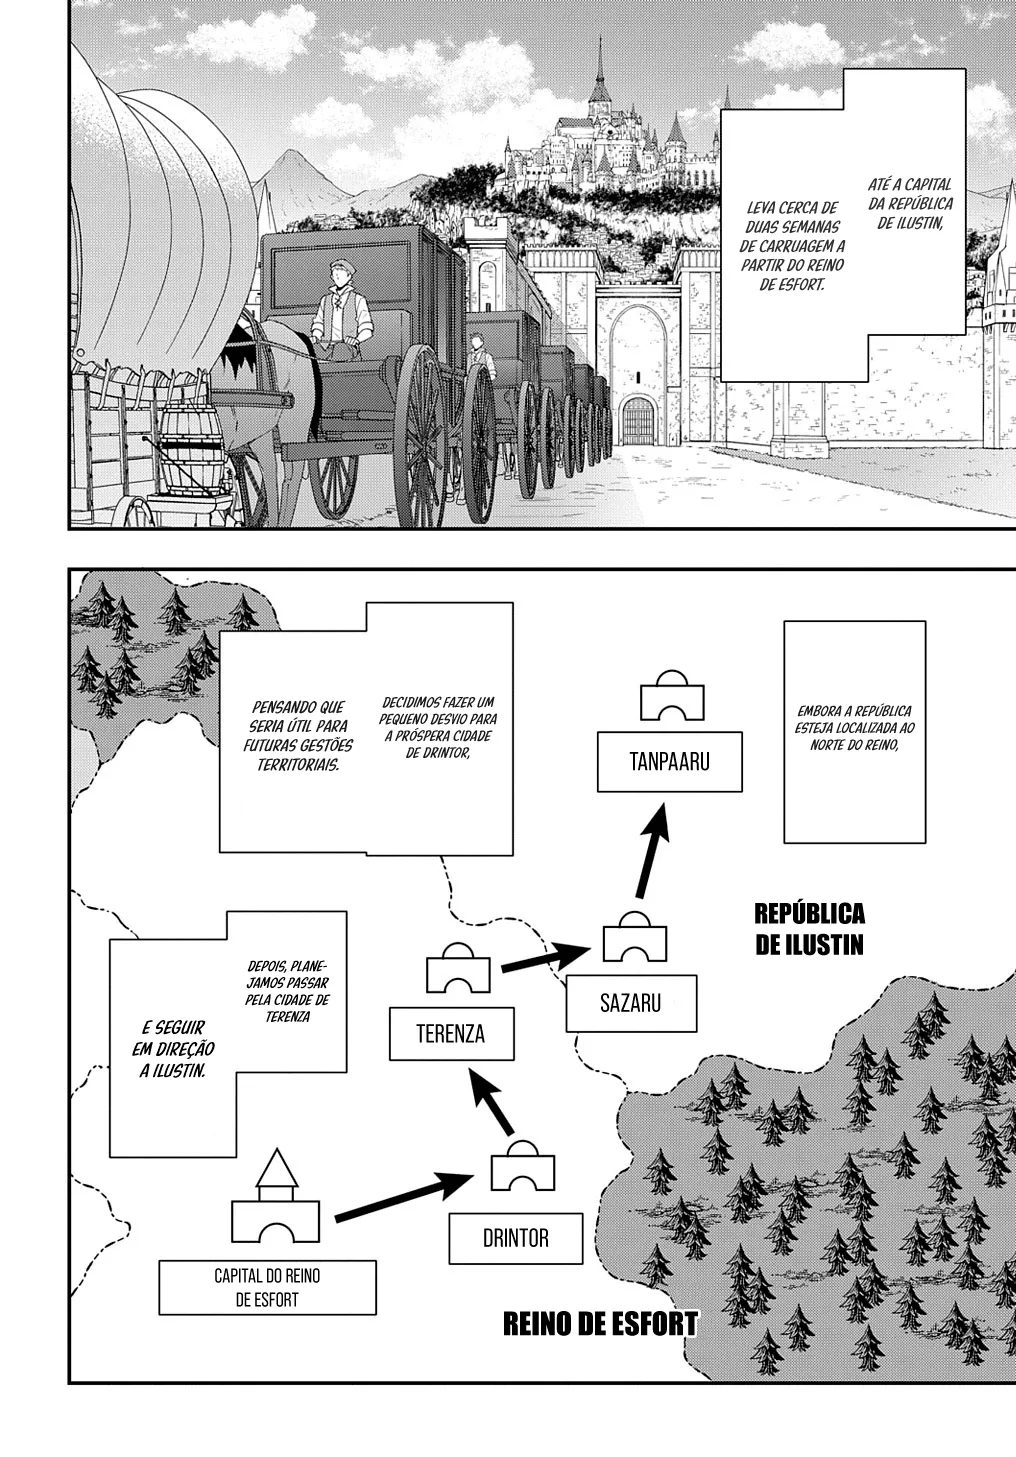 ATÉ A CAPITAL
DA REPÚBLICA
DE ILUSTIN,
LEVA CERCA DE
DUAS SEMANAS
DE CARRUAGEM A
PARTIR DO REINO
DE ESFORT.
EMBORA A REPÚBLICA
ESTEJA LOCALIZADA AO
NORTE DO REINO,
DECIDIMOS FAZER UM
PEQUENO DESVIO PARA
A PRÓSPERA CIDADE
DE DRINTOR,
PENSANDO QUE
SERIA ÚTIL PARA
FUTURAS GESTÕES
TERRITORIAIS.
TANPAARU
REPÚBLICA
DE ILUSTIN
SAZARU
TERENZA
DEPOIS, PLANE-
JAMOS PASSAR
PELA CIDADE DE
TERENZA
E SEGUIR
EM DIREÇÃO
A ILUSTIN.
DRINTOR
CAPITAL DO REINO
DE ESFORT
REINO DE ESFORT